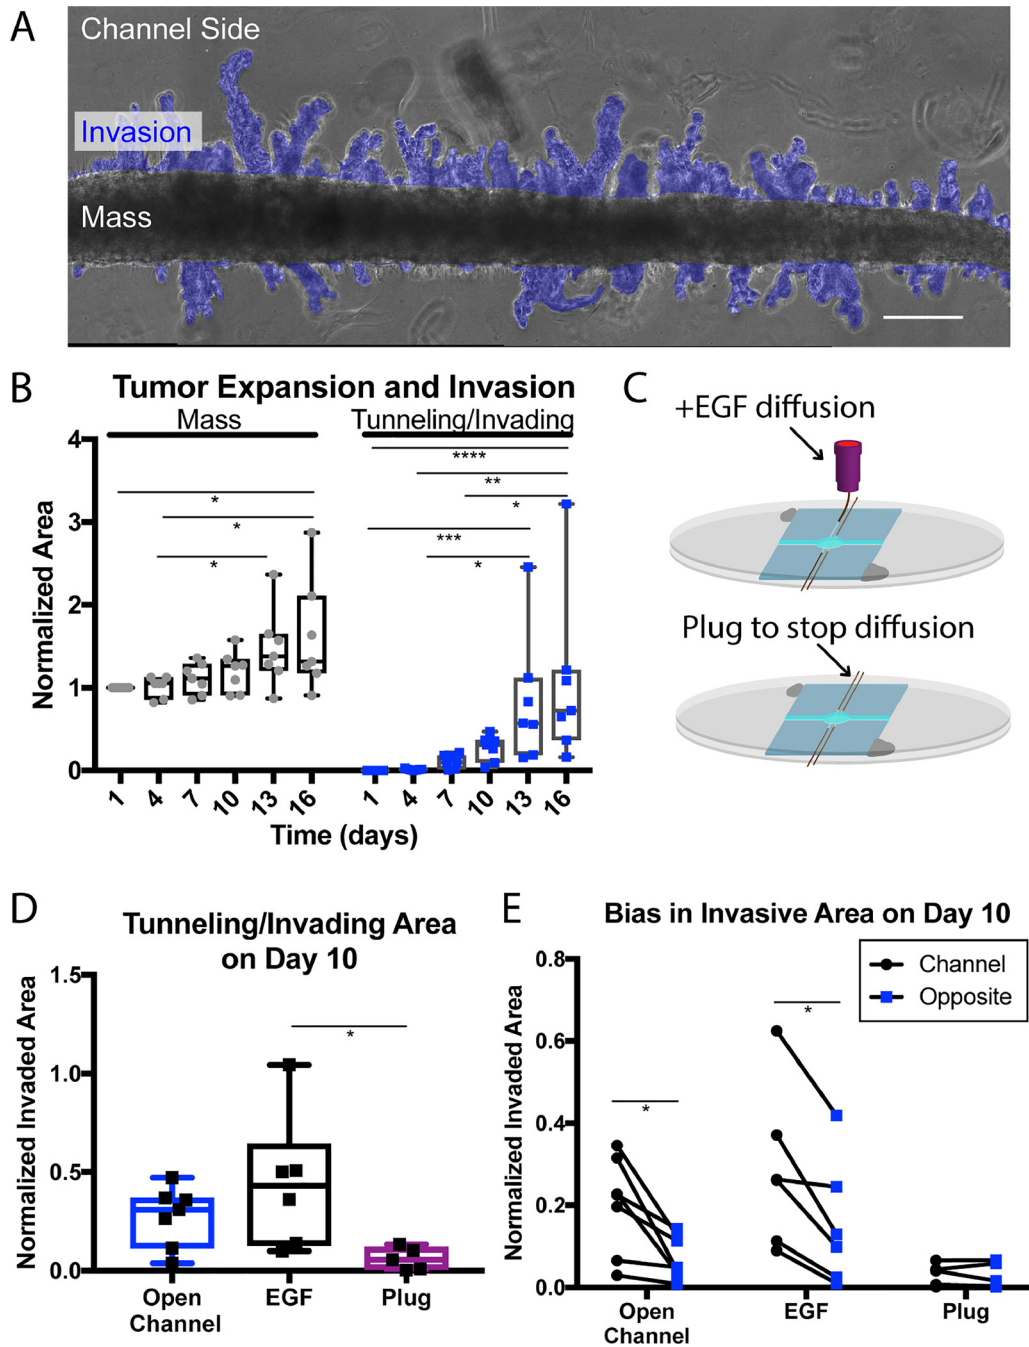 A
Channel Side
Invasion
Mass
B
Tumor Expansion and Invasion
Mass
Tunneling/Invading
Normalized Area
4
3
2
1
0
****
**
*
***
*
*
*
*
1 4 7 10 13 16 1 4 7 10 13 16
Time (days)
C
+EGF diffusion
Plug to stop diffusion
D
Tunneling/Invading Area
on Day 10
Normalized Invaded Area
1.5
1.0
0.5
0.0
*
Open
Channel
EGF
Plug
E
Bias in Invasive Area on Day 10
Channel
Opposite
Normalized Invaded Area
0.8
0.6
0.4
0.2
0.0
*
*
Open
Channel
EGF
Plug